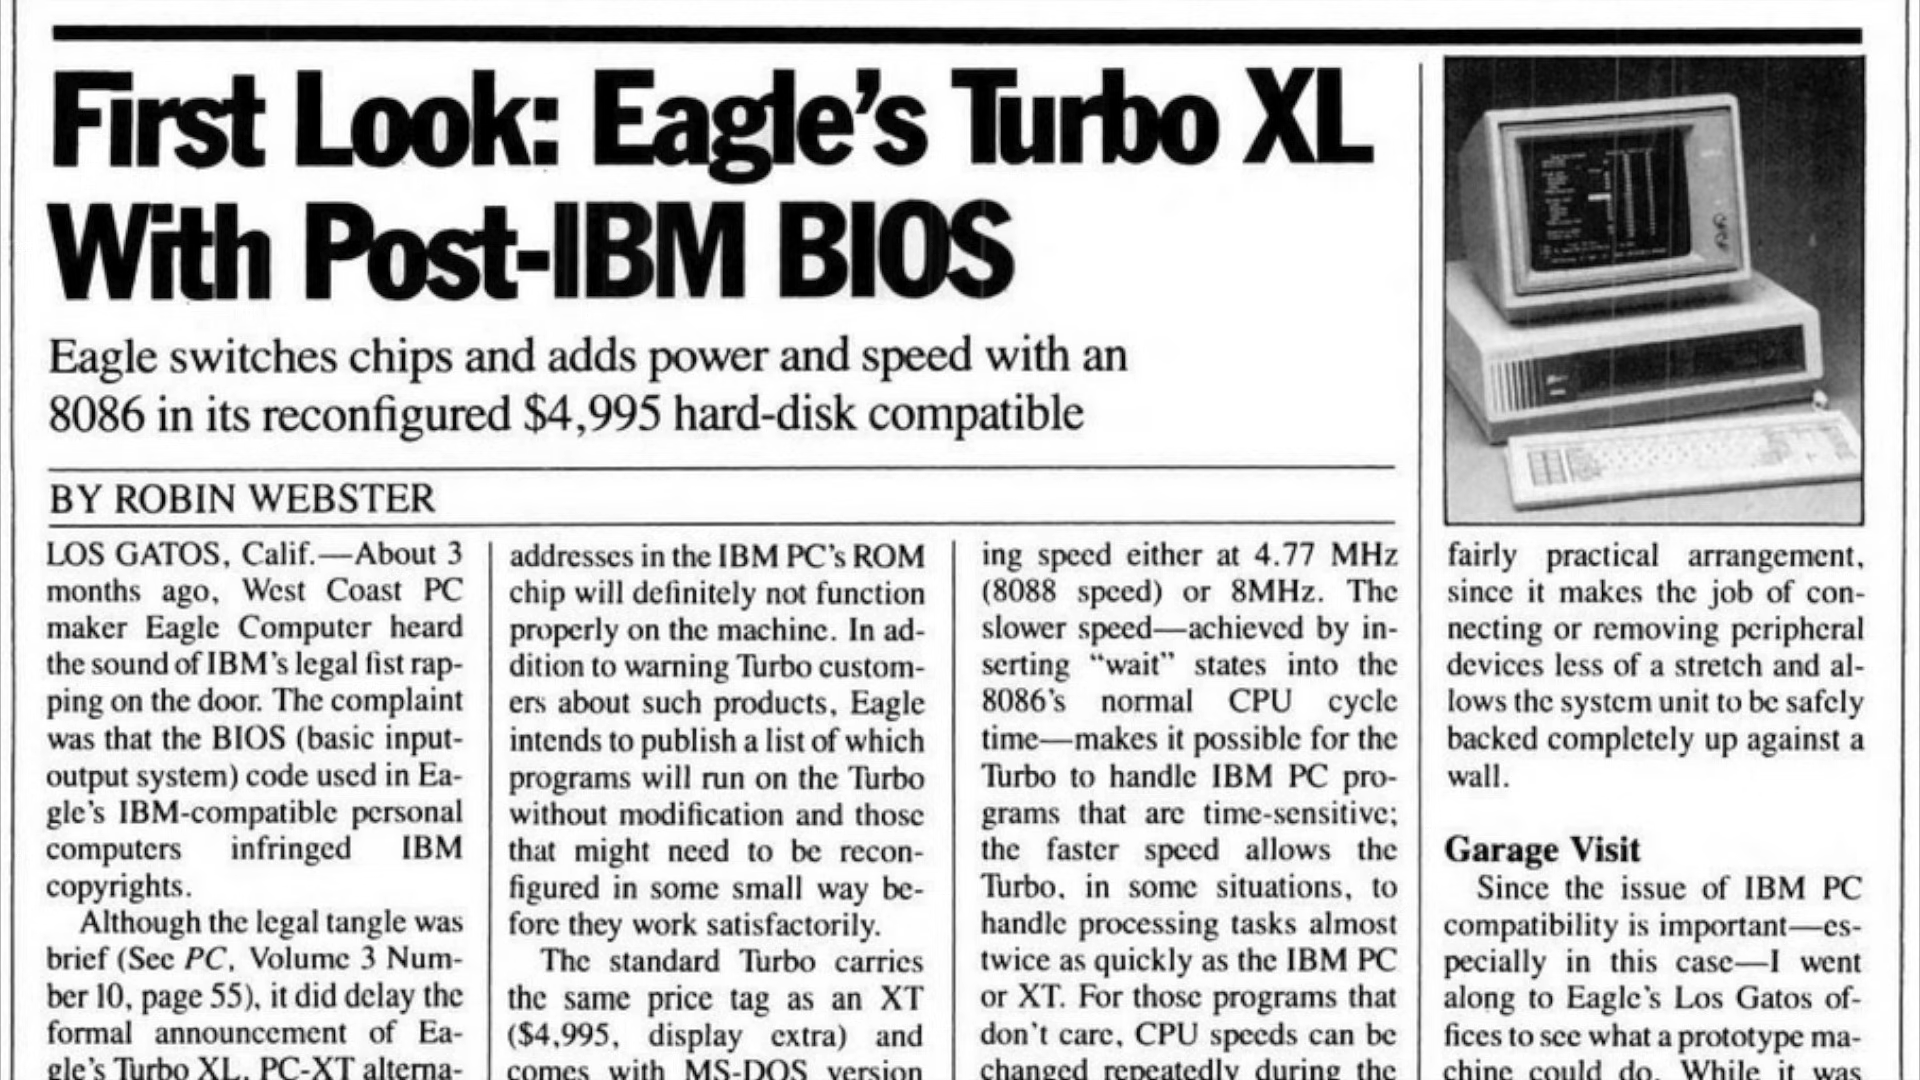 First Look: Eagle's Turbo XL
With Post-IBM BIOS
Eagle switches chips and adds power and speed with an
8086 in its reconfigured $4,995 hard-disk compatible
BY ROBIN WEBSTER
LOS GATOS, Calif.—About 3
months ago, West Coast PC
maker Eagle Computer heard
the sound of IBM's legal fist rap-
ping on the door. The complaint
was that the BIOS (basic input-
output system) code used in Ea-
gle's IBM-compatible personal
computers infringed IBM
copyrights.
Although the legal tangle was
brief (See PC, Volume 3 Num-
ber 10, page 55), it did delay the
formal announcement of Ea-
gle's Turbo XL, PC-XT alterna-
addresses in the IBM PC's ROM
chip will definitely not function
properly on the machine. In ad-
dition to warning Turbo custom-
ers about such products, Eagle
intends to publish a list of which
programs will run on the Turbo
without modification and those
that might need to be recon-
figured in some small way be-
fore they work satisfactorily.
The standard Turbo carries
the same price tag as an XT
($4,995, display extra) and
comes with MS-DOS version
ing speed either at 4.77 MHz
(8088 speed) or 8MHz. The
slower speed—achieved by in-
serting “wait” states into the
8086's normal CPU cycle
time—makes it possible for the
Turbo to handle IBM PC pro-
grams that are time-sensitive;
the faster speed allows the
Turbo, in some situations, to
handle processing tasks almost
twice as quickly as the IBM PC
or XT. For those programs that
don't care, CPU speeds can be
changed repeatedly during the
fairly practical arrangement,
since it makes the job of con-
necting or removing peripheral
devices less of a stretch and al-
lows the system unit to be safely
backed completely up against a
wall.
Garage Visit
Since the issue of IBM PC
compatibility is important—es-
pecially in this case—I went
along to Eagle's Los Gatos of-
fices to see what a prototype ma-
chine could do. While it was